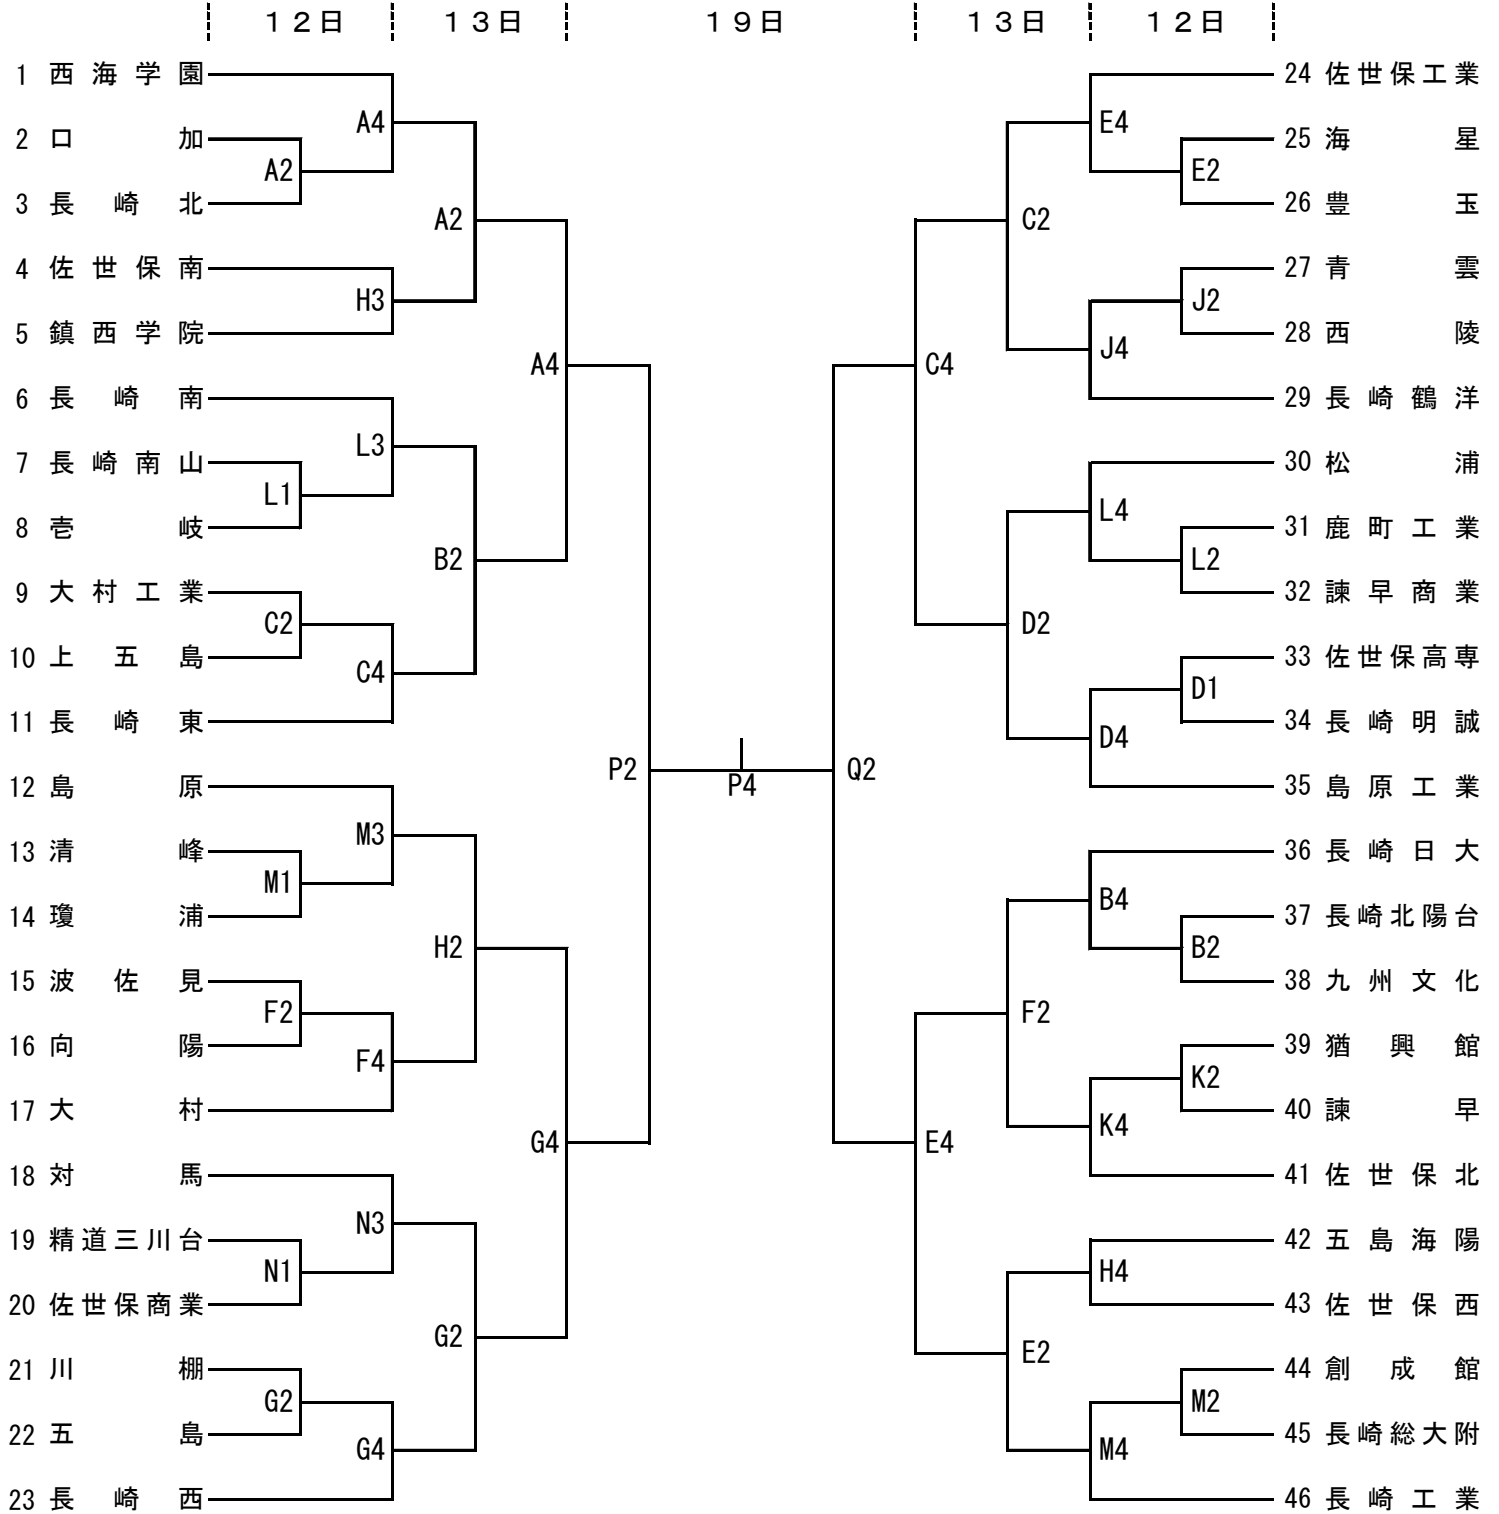 12日 13日 19日 13日 12日
1 西海学園
2 口加
3 長崎北
4 佐世保南
5 鎮西学院
6 長崎南
7 長崎南山
8 壱岐
9 大村工業
10 上五島
11 長崎東
12 島原
13 清峰
14 瓊浦
15 波佐見
16 向陽
17 大村
18 対馬
19 精道三川台
20 佐世保商業
21 川棚
22 五島
23 長崎西
A2
L1
C2
M1
F2
N1
G2
A4
H3
L3
C4
M3
F4
N3
G4
A2
B2
H2
G2
A4
G4
P2
P4
Q2
C4
E4
C2
D2
F2
E2
E4
J4
L4
D4
B4
K4
H4
M4
E2
J2
L2
D1
B2
K2
M2
24 佐世保工業
25 海星
26 豊玉
27 青雲
28 西陵
29 長崎鶴洋
30 松浦
31 鹿町工業
32 諫早商業
33 佐世保高専
34 長崎明誠
35 島原工業
36 長崎日大
37 長崎北陽台
38 九州文化
39 猶興館
40 諫早
41 佐世保北
42 五島海陽
43 佐世保西
44 創成館
45 長崎総大附
46 長崎工業